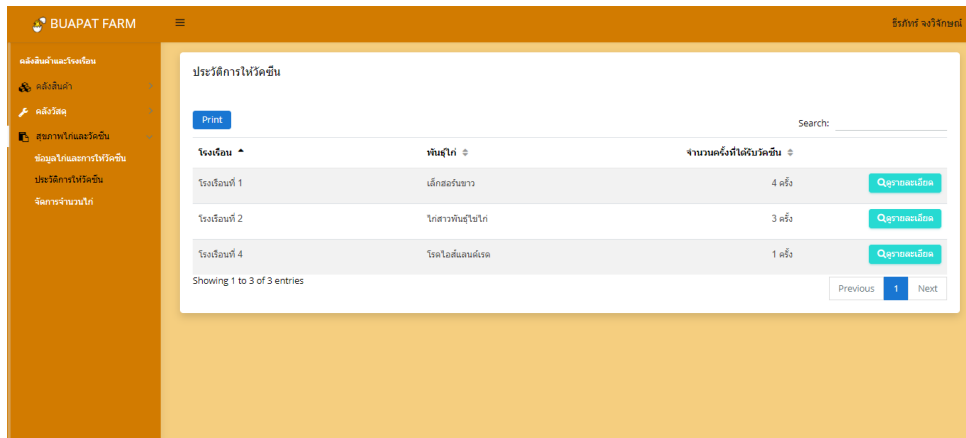 BUAPAT FARM
ธีรภัทร์ จงวิจักษณ์
คลังสินค้าและโรงเรือน
คลังสินค้า
คลังวัสดุ
สุขภาพไก่และวัคซีน
ข้อมูลไก่และการให้วัคซีน
ประวัติการให้วัคซีน
จัดการจำนวนไก่
ประวัติการให้วัคซีน
Print
Search:
โรงเรือน พันธุ์ไก่ จำนวนครั้งที่ได้รับวัคซีน
โรงเรือนที่ 1 เล็กฮอร์นขาว 4 ครั้ง ดูรายละเอียด
โรงเรือนที่ 2 ไก่สาวพันธุ์ไข่ไก่ 3 ครั้ง ดูรายละเอียด
โรงเรือนที่ 4 โรดไอส์แลนด์เรด 1 ครั้ง ดูรายละเอียด
Showing 1 to 3 of 3 entries
Previous 1 Next